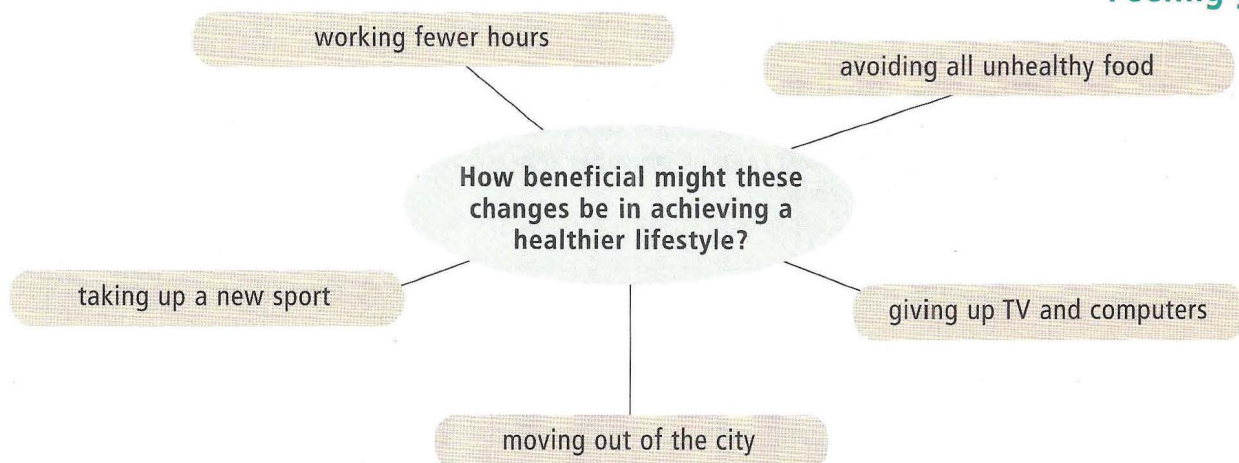 working fewer hours
avoiding all unhealthy food
How beneficial might these
changes be in achieving a
healthier lifestyle?
taking up a new sport
giving up TV and computers
moving out of the city